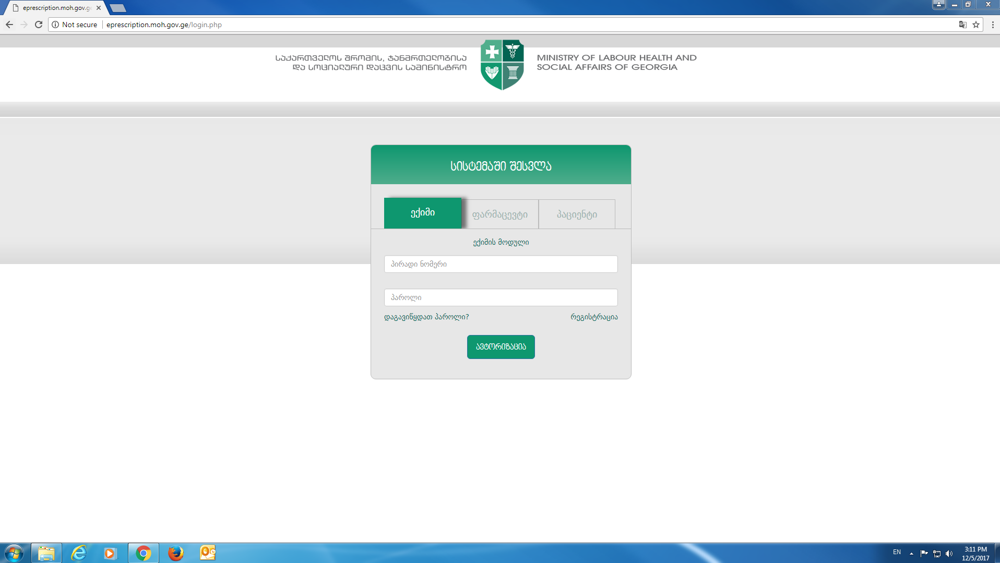 eprescription.moh.gov.ge
Not secure
eprescription.moh.gov.ge/login.php
საქართველოს შრომის, ჯანმრთელობისა
და სოციალური დაცვის სამინისტრო
MINISTRY OF LABOUR HEALTH AND
SOCIAL AFFAIRS OF GEORGIA
სისტემაში შესვლა
ექიმი
ფარმაცევტი
პაციენტი
ექიმის მოდული
პირადი ნომერი
პაროლი
დაგავიწყდათ პაროლი?
რეგისტრაცია
ავტორიზაცია
EN
3:11 PM
12/5/2017